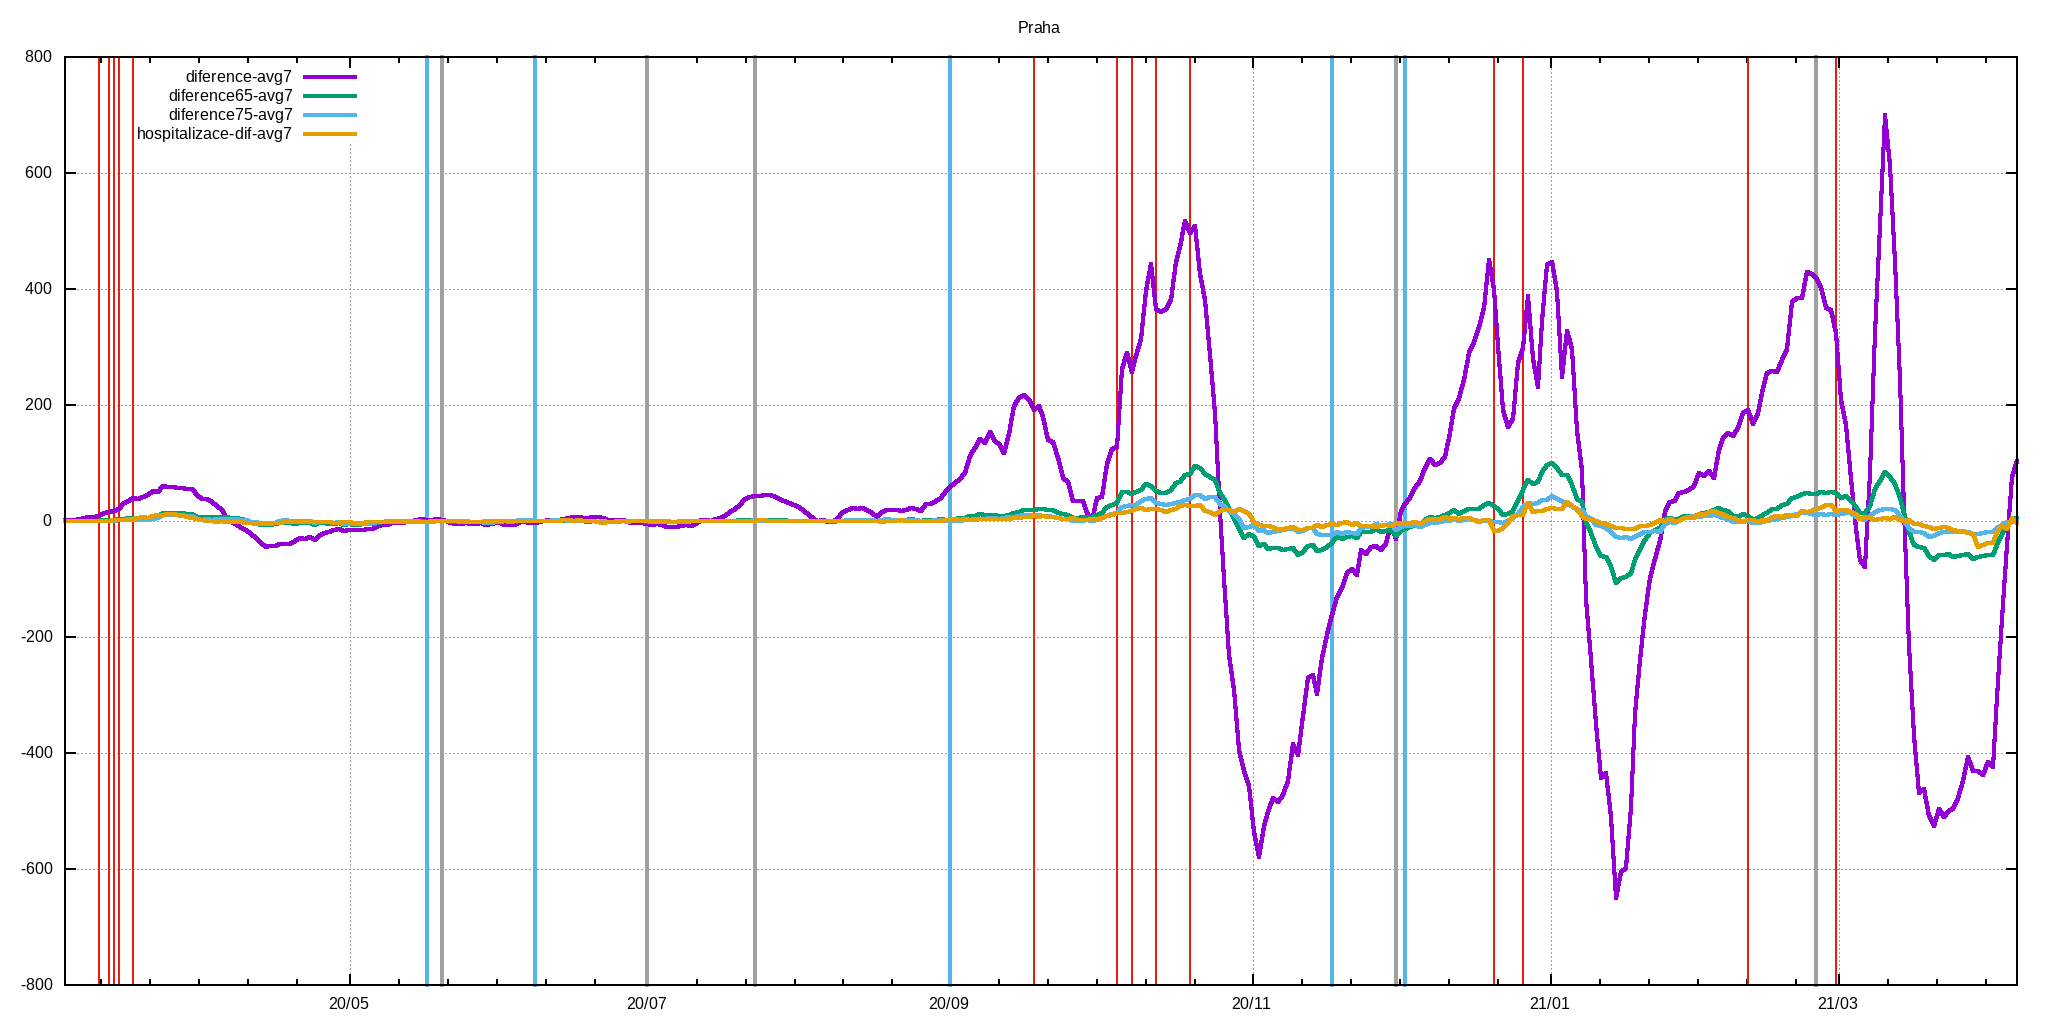 Praha
800
600
400
200
0
-200
-400
-600
-800
diference-avg7
diference65-avg7
diference75-avg7
hospitalizace-dif-avg7
20/05 20/07 20/09 20/11 21/01 21/03